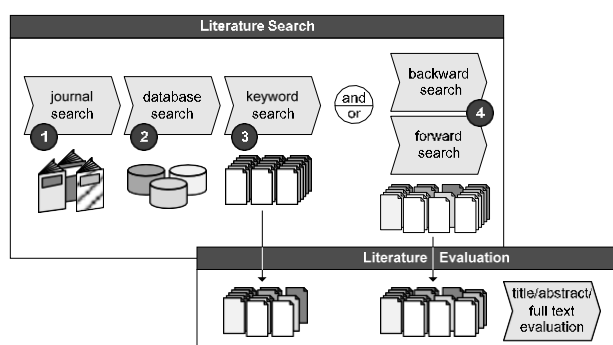 Literature Search
journal
search
1
database
search
2
keyword
search
3
and
or
backward
search
4
forward
search
Literature Evaluation
title/abstract/
full text
evaluation